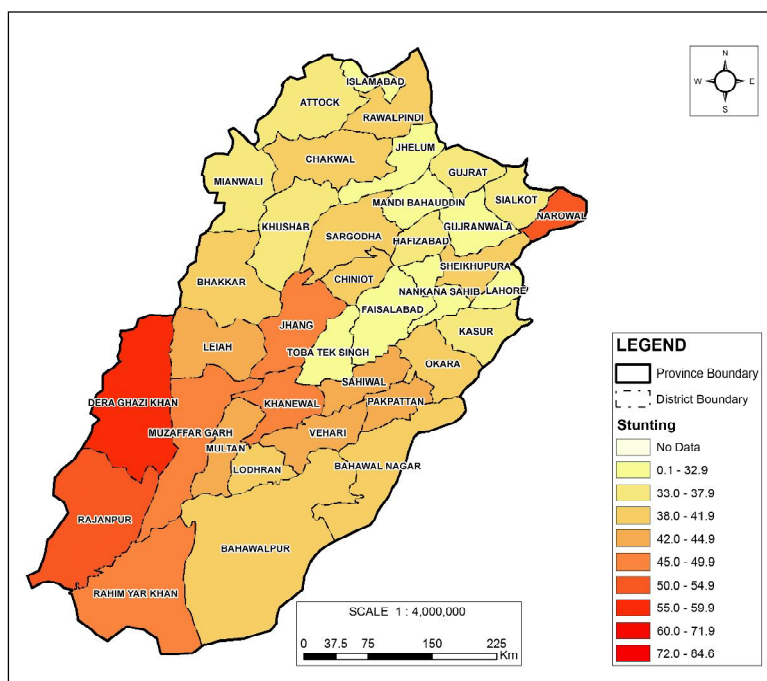 N
W E
S
ISLAMABAD
ATTOCK
RAWALPINDI
JHELUM
CHAKWAL
GUJRAT
MIANWALI
SIALKOT
MANDI BAHAUDDIN
NAROWAL
KHUSHAB
GUJRANWALA
SARGODHA
HAFIZABAD
SHEIKHUPURA
BHAKKAR
CHINIOT
NANKANA SAHIB
LAHORE
FAISALABAD
JHANG
KASUR
LEIAH
TOBA TEK SINGH
OKARA
SAHIWAL
DERA GHAZI KHAN
KHANEWAL
PAKPATTAN
MUZAFFAR GARH
VEHARI
MULTAN
LODHRAN
BAHAWAL NAGAR
RAJANPUR
BAHAWALPUR
RAHIM YAR KHAN
LEGEND
Province Boundary
District Boundary
Stunting
No Data
0.1 - 32.9
33.0 - 37.9
38.0 - 41.9
42.0 - 44.9
45.0 - 49.9
50.0 - 54.9
55.0 - 59.9
60.0 - 71.9
72.0 - 84.6
SCALE 1 : 4,000,000
0 37.5 75 150 225
Km